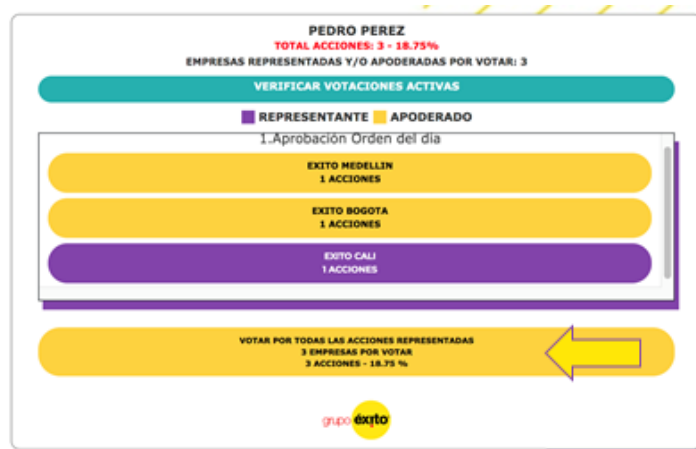 PEDRO PEREZ
TOTAL ACCIONES: 3 - 18.75%
EMPRESAS REPRESENTADAS Y/O APODERADAS POR VOTAR: 3
VERIFICAR VOTACIONES ACTIVAS
REPRESENTANTE APODERADO
1.Aprobación Orden del día
EXITO MEDELLIN
1 ACCIONES
EXITO BOGOTA
1 ACCIONES
EXITO CALI
1 ACCIONES
VOTAR POR TODAS LAS ACCIONES REPRESENTADAS
3 EMPRESAS POR VOTAR
3 ACCIONES - 18.75 %
grupo éxito